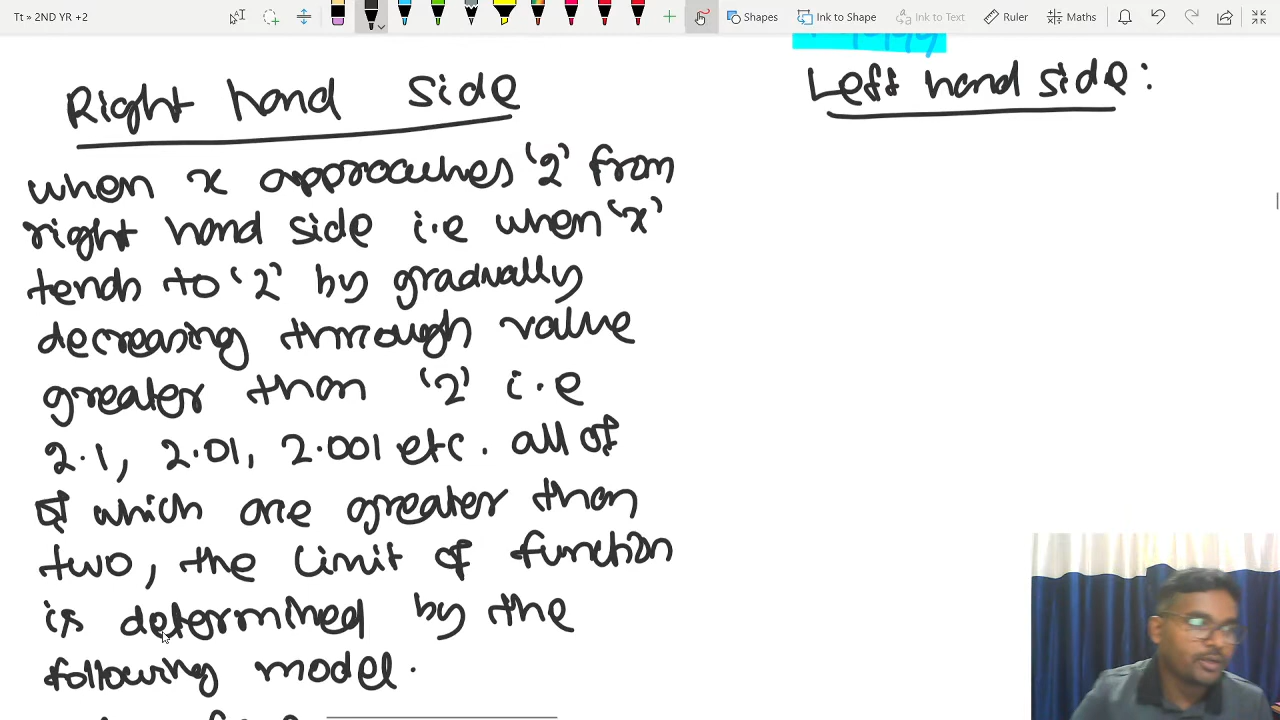 Tt » 2ND YR +2
Shapes
Ink to Shape
Ink to Text
Ruler
Maths
Right hand side
when x approaches '2' from
right hand side i.e when 'x'
tends to '2' by gradually
decreasing through value
greater than '2' i.e
2.1, 2.01, 2.001 etc. all of
which are greater than
two, the limit of function
is determined by the
following model.
Left hand side: